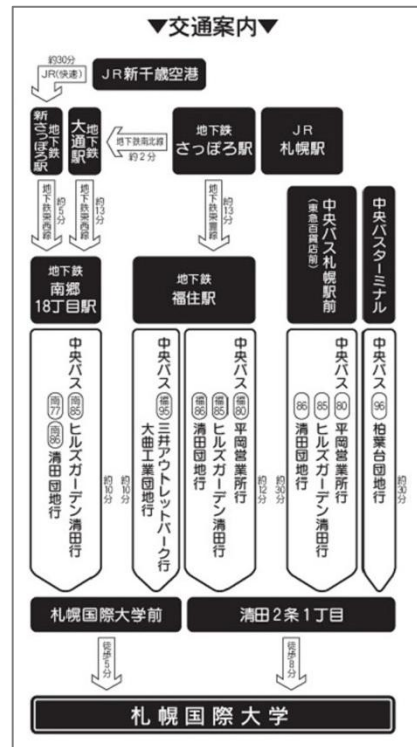 ▼交通案内▼
約30分
JR(快速)
JR新千歳空港
地下鉄
新さっぽろ駅
地下鉄
大通駅
地下鉄南北線
約2分
地下鉄
さっぽろ駅
JR
札幌駅
地下鉄東西線
約5分
地下鉄東西線
約13分
地下鉄東豊線
約13分
中央バス札幌駅前
(東急百貨店前)
中央バスターミナル
地下鉄
南郷
18丁目駅
地下鉄
福住駅
中央バス
南85 ヒルズガーデン清田行
南77
南86 清田団地行
約10分
中央バス
福95 三井アウトレットパーク行
大曲工業団地行
約10分
中央バス
福80 平岡営業所行
福85 ヒルズガーデン清田行
福86 清田団地行
約12分
中央バス
80 平岡営業所行
85 ヒルズガーデン清田行
86 清田団地行
約30分
中央バス
96 柏葉台団地行
約30分
札幌国際大学前
清田2条1丁目
徒歩5分
徒歩8分
札幌国際大学